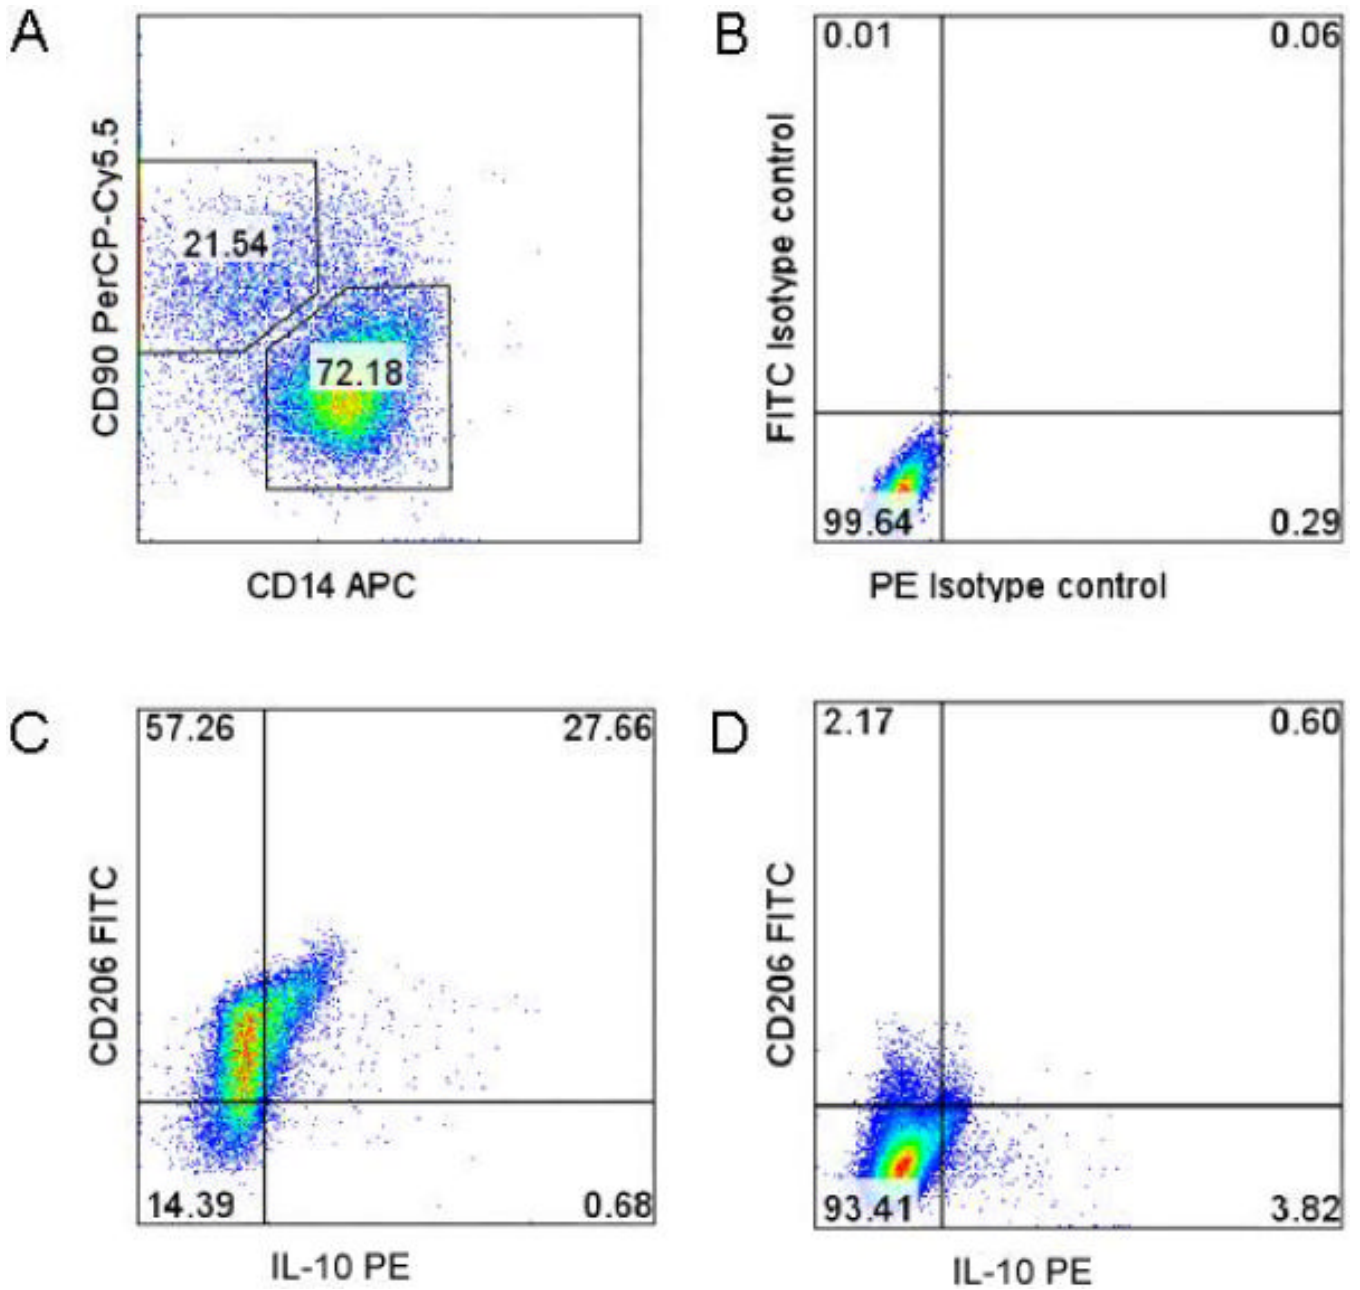 A
CD90 PerCP-Cy5.5
21.54
72.18
CD14 APC
B
FITC Isotype control
0.01
0.06
99.64
0.29
PE Isotype control
C
CD206 FITC
57.26
27.66
14.39
0.68
IL-10 PE
D
CD206 FITC
2.17
0.60
93.41
3.82
IL-10 PE